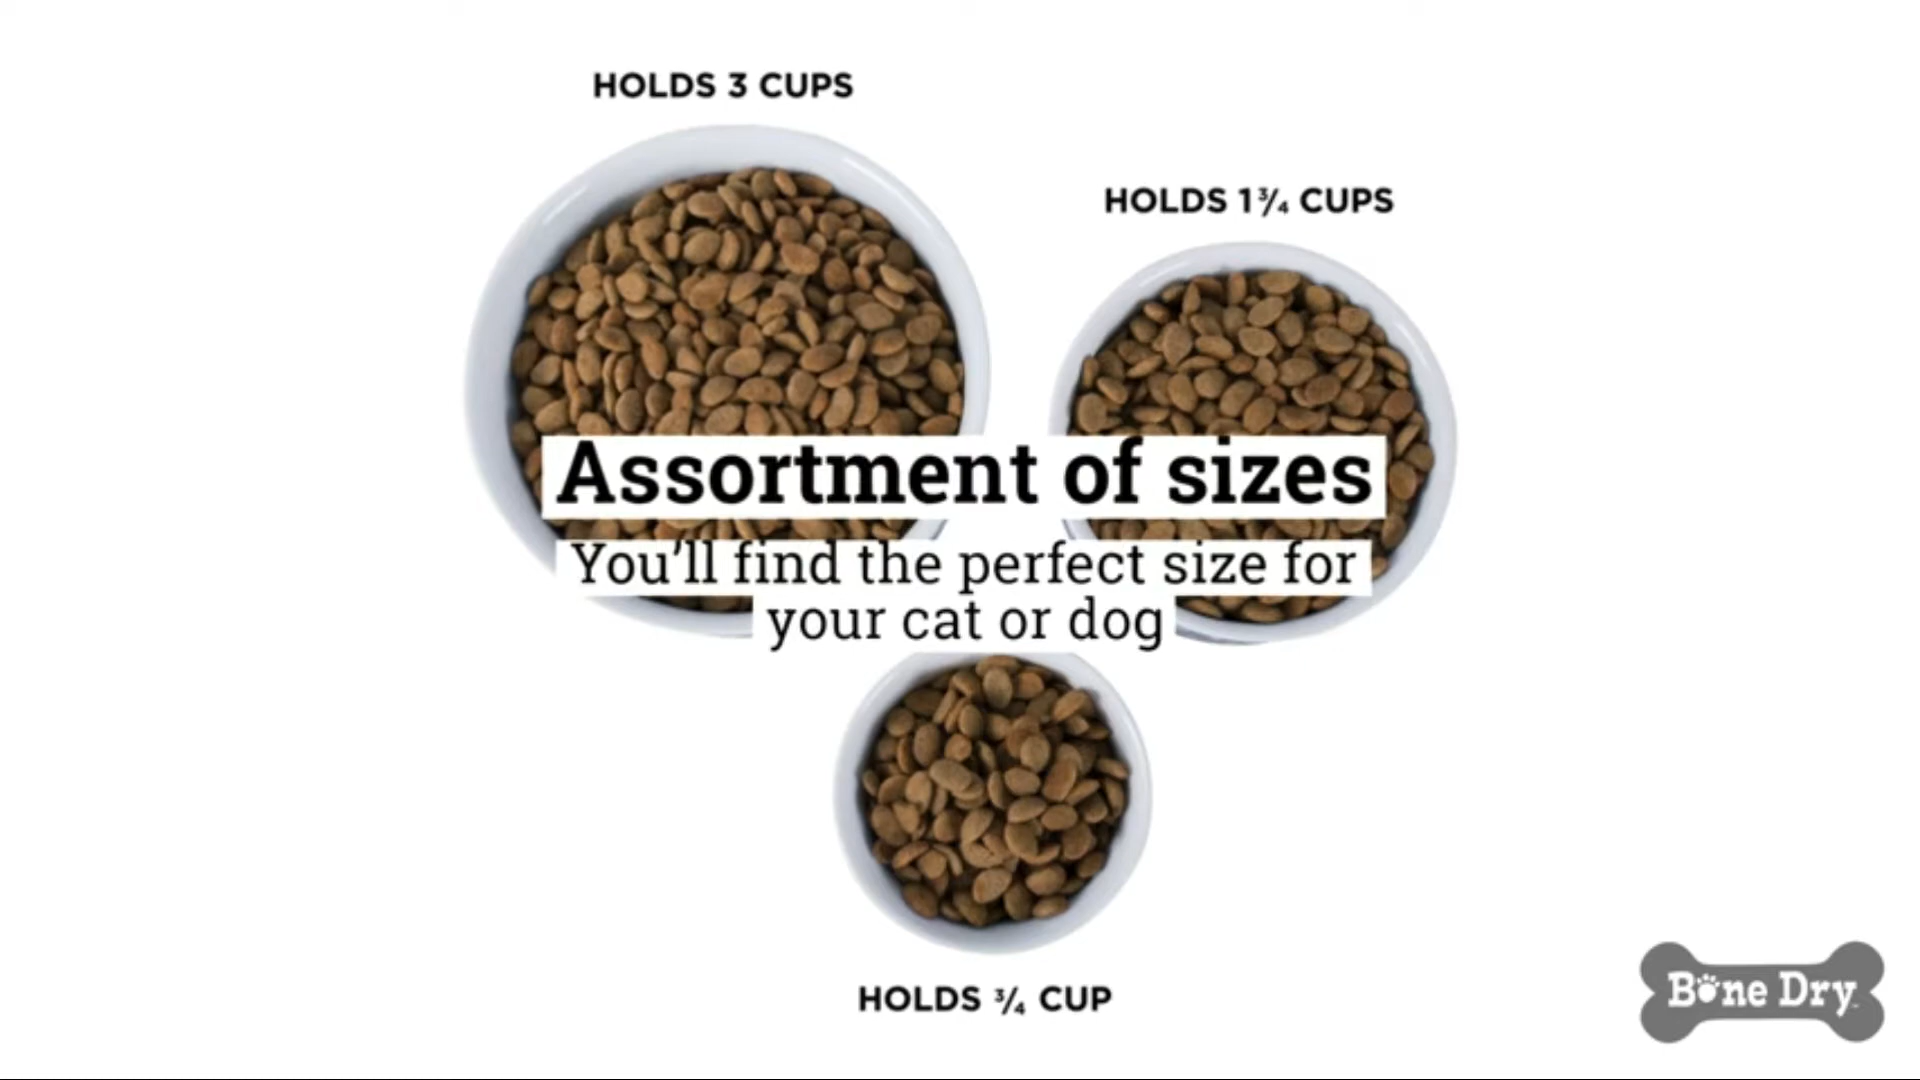 HOLDS 3 CUPS
HOLDS 1¾ CUPS
Assortment of sizes
You'll find the perfect size for
your cat or dog
HOLDS ¾ CUP
Bone Dry